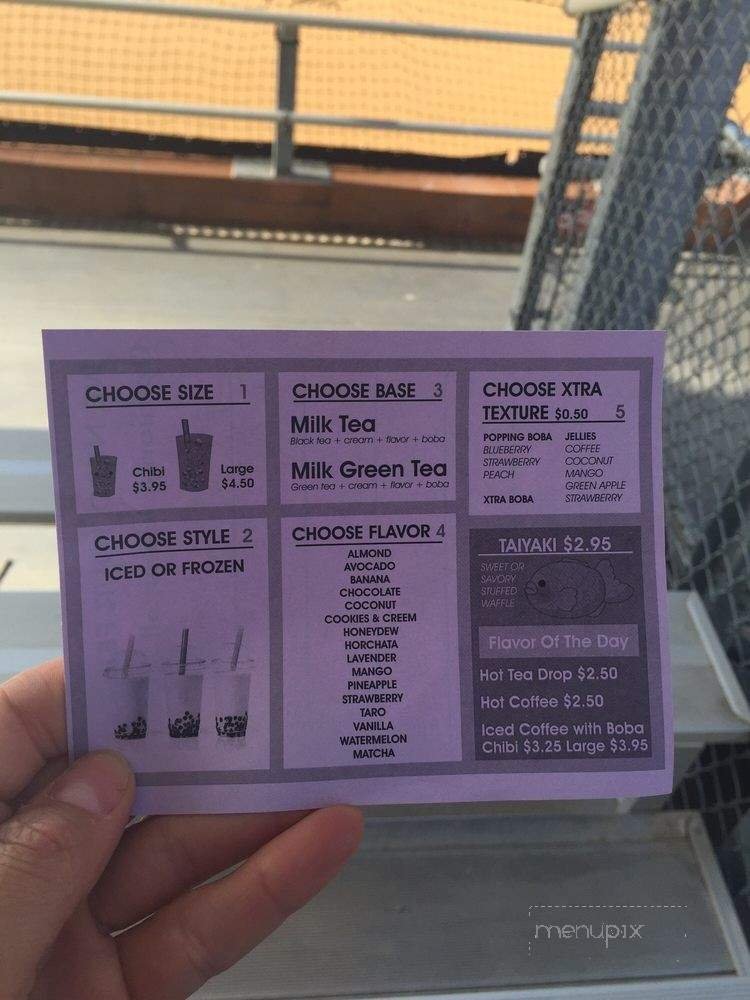 CHOOSE SIZE 1
Chibi
$3.95
Large
$4.50
CHOOSE STYLE 2
ICED OR FROZEN
CHOOSE BASE 3
Milk Tea
Black tea + cream + flavor + boba
Milk Green Tea
Green tea + cream + flavor + boba
CHOOSE FLAVOR 4
ALMOND
AVOCADO
BANANA
CHOCOLATE
COCONUT
COOKIES & CREEM
HONEYDEW
HORCHATA
LAVENDER
MANGO
PINEAPPLE
STRAWBERRY
TARO
VANILLA
WATERMELON
MATCHA
CHOOSE XTRA
TEXTURE $0.50 5
POPPING BOBA
BLUEBERRY
STRAWBERRY
PEACH
XTRA BOBA
JELLIES
COFFEE
COCONUT
MANGO
GREEN APPLE
STRAWBERRY
TAIYAKI $2.95
SWEET OR
SAVORY
STUFFED
WAFFLE
Flavor Of The Day
Hot Tea Drop $2.50
Hot Coffee $2.50
Iced Coffee with Boba
Chibi $3.25 Large $3.95
menupix